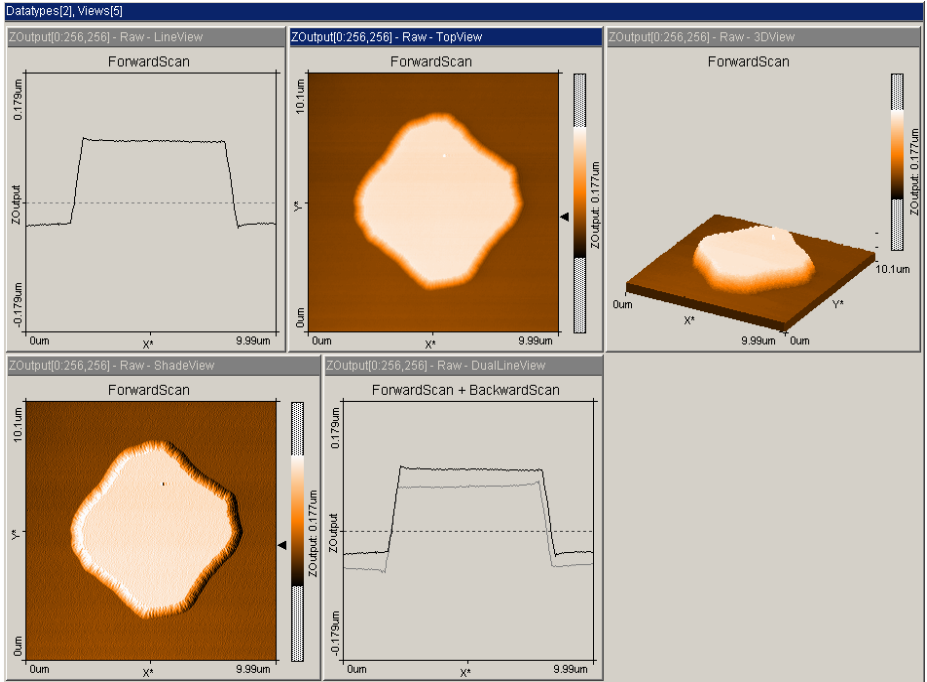 Datatypes[2], Views[5]
ZOutput[0:256,256] - Raw - LineView
ForwardScan
0.179um
ZOutput
-0.179um
0um
X*
9.99um
ZOutput[0:256,256] - Raw - TopView
ForwardScan
10.1um
Y*
0um
0um
X*
9.99um
ZOutput: 0.177um
ZOutput[0:256,256] - Raw - 3DView
ForwardScan
ZOutput: 0.177um
10.1um
0um
Y*
X*
9.99um
0um
ZOutput[0:256,256] - Raw - ShadeView
ForwardScan
10.1um
Y*
0um
0um
X*
9.99um
ZOutput: 0.177um
ZOutput[0:256,256] - Raw - DualLineView
ForwardScan + BackwardScan
0.179um
ZOutput
-0.179um
0um
X*
9.99um